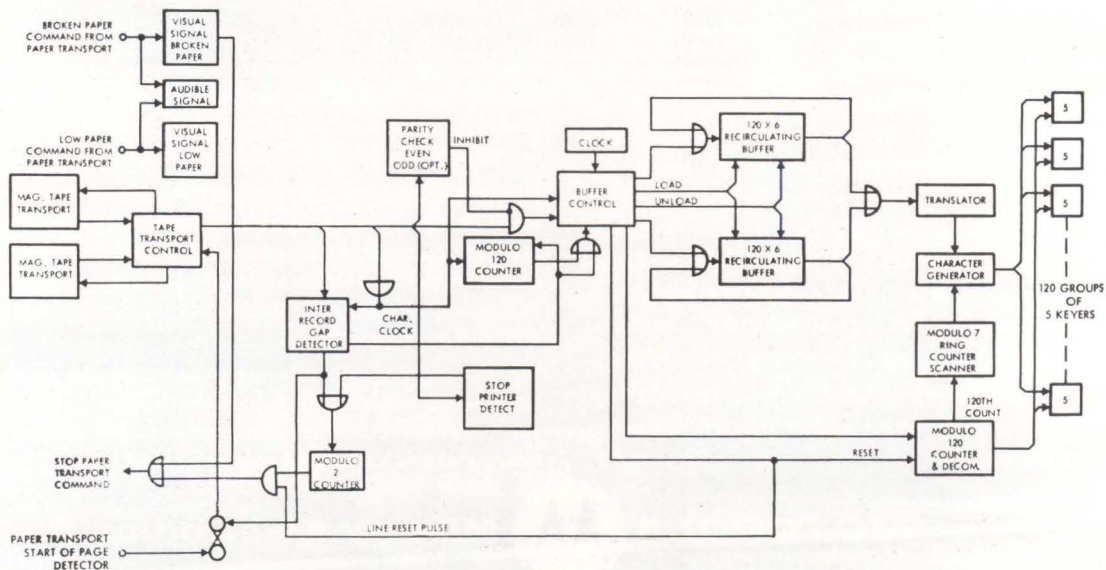 BROKEN PAPER
COMMAND FROM
PAPER TRANSPORT
VISUAL
SIGNAL
BROKEN
PAPER
AUDIBLE
SIGNAL
LOW PAPER
COMMAND FROM
PAPER TRANSPORT
VISUAL
SIGNAL
LOW
PAPER
MAG. TAPE
TRANSPORT
MAG. TAPE
TRANSPORT
TAPE
TRANSPORT
CONTROL
PARITY
CHECK
EVEN
ODD (OPT.)
INHIBIT
MODULO
120
COUNTER
INTER
RECORD
GAP
DETECTOR
CHAR.
CLOCK
STOP
PRINTER
DETECT
MODULO
2
COUNTER
STOP PAPER
TRANSPORT
COMMAND
LINE RESET PULSE
PAPER TRANSPORT
START OF PAGE
DETECTOR
CLOCK
BUFFER
CONTROL
LOAD
UNLOAD
120 X 6
RECIRCULATING
BUFFER
120 X 6
RECIRCULATING
BUFFER
TRANSLATOR
CHARACTER
GENERATOR
MODULO 7
RING
COUNTER
SCANNER
120TH
COUNT
MODULO
120
COUNTER
& DECOM.
RESET
5
5
5
120 GROUPS
OF
5 KEYERS
5